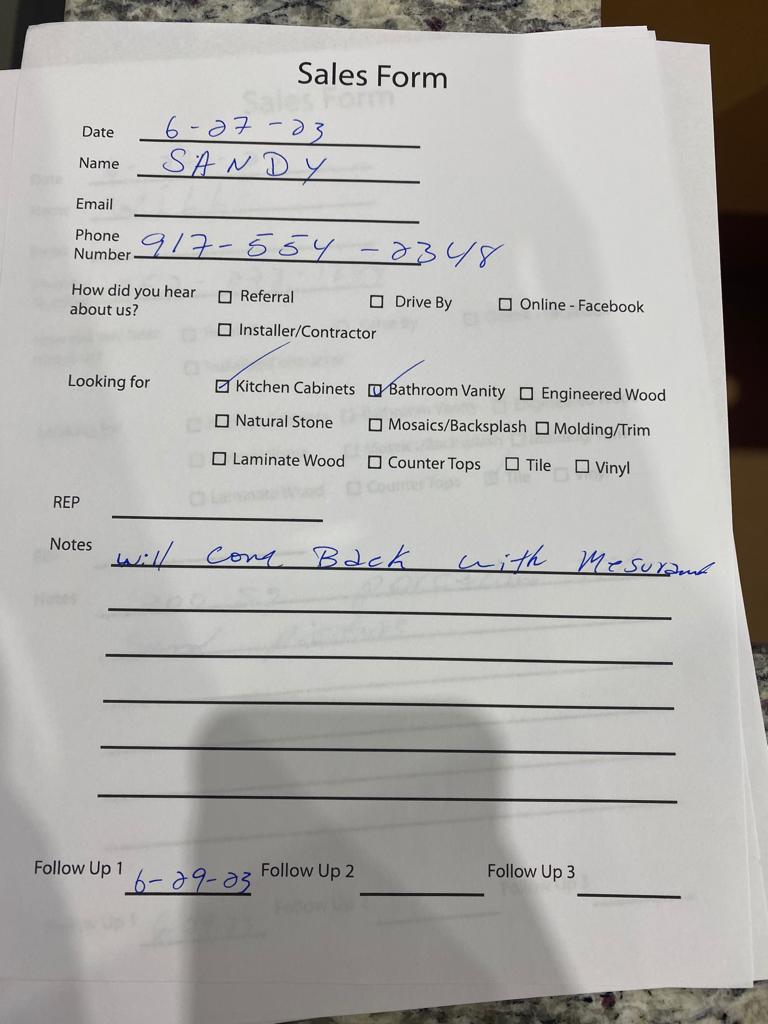 Sales Form
Date 6-27-23
Name SANDY
Email
Phone Number 917-554-2348
How did you hear about us? ☐ Referral ☐ Drive By ☐ Online - Facebook
☐ Installer/Contractor
Looking for ☑ Kitchen Cabinets ☑ Bathroom Vanity ☐ Engineered Wood
☐ Natural Stone ☐ Mosaics/Backsplash ☐ Molding/Trim
☐ Laminate Wood ☐ Counter Tops ☐ Tile ☐ Vinyl
REP
Notes will Come Back with
Follow Up 1 6-29-23 Follow Up 2 Follow Up 3